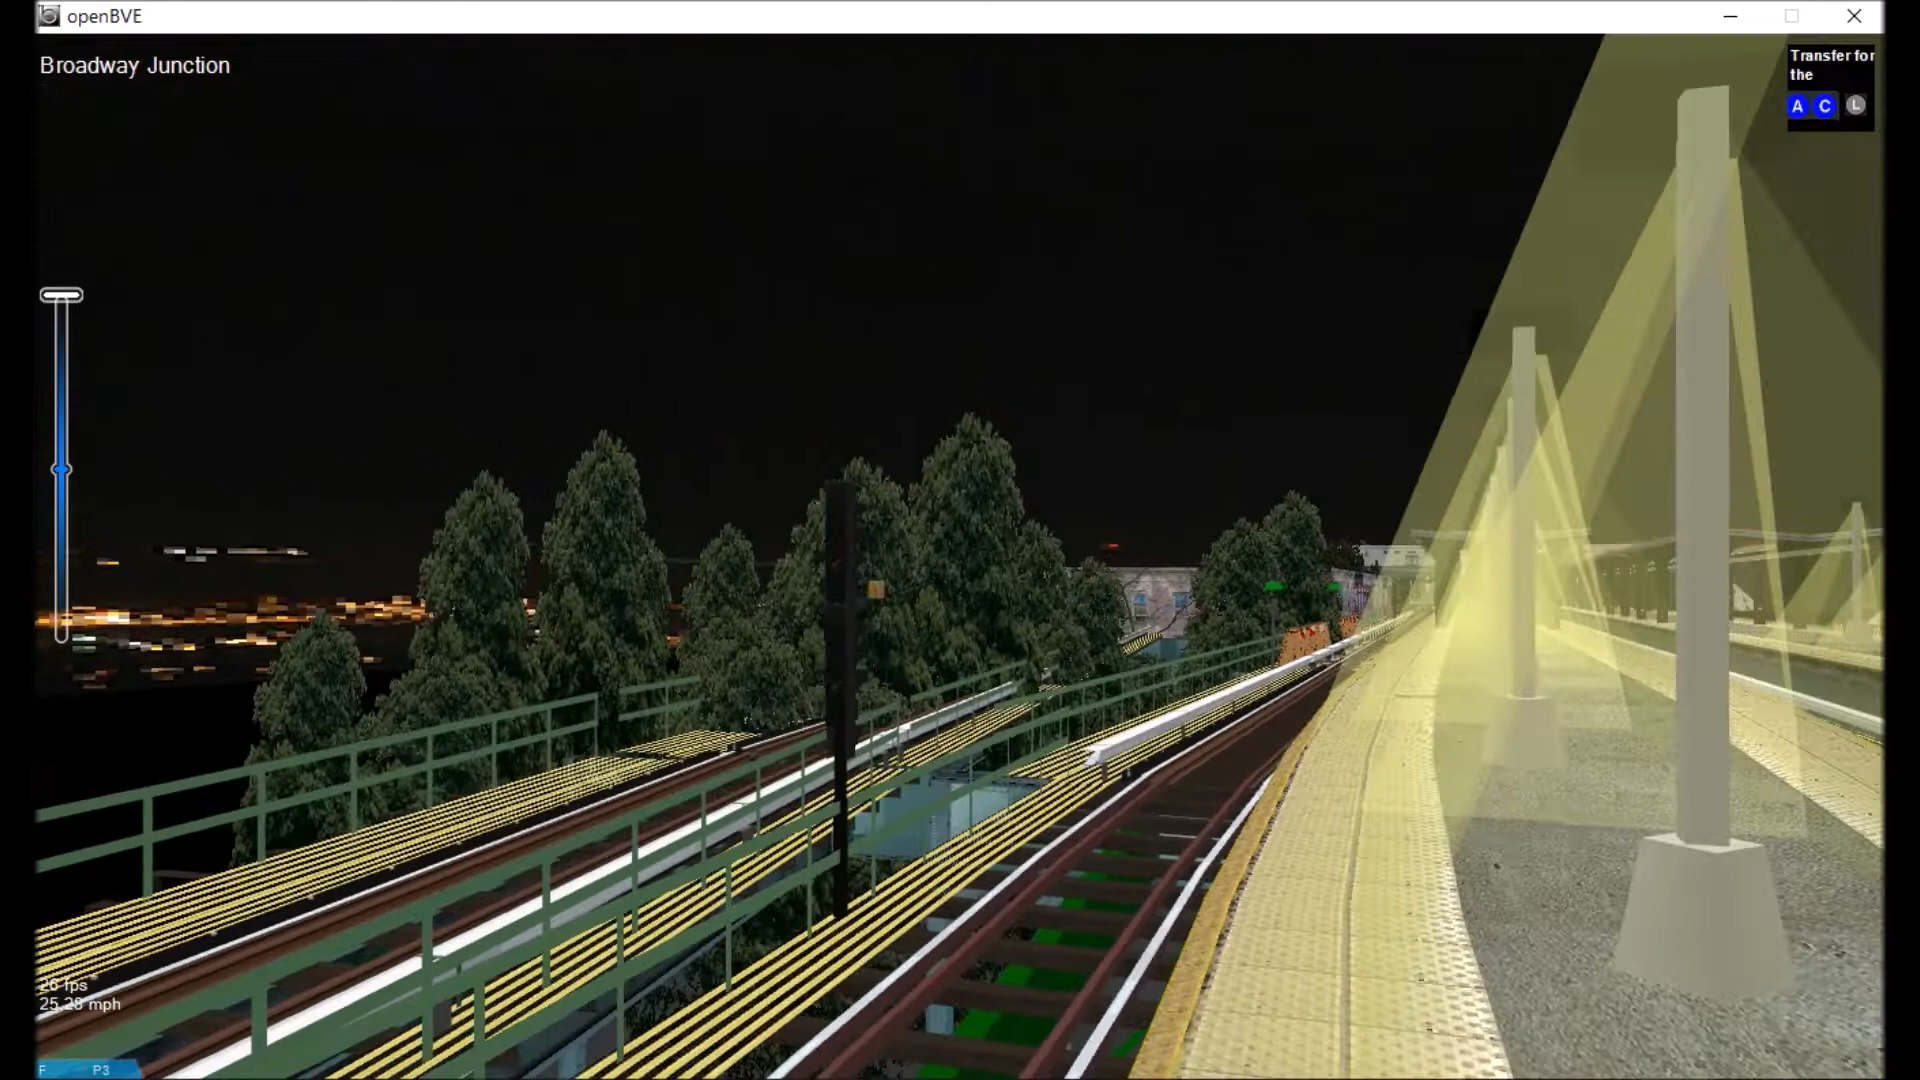 openBVE
Broadway Junction
Transfer for
the
A C L
26 fps
25.28 mph
F P3